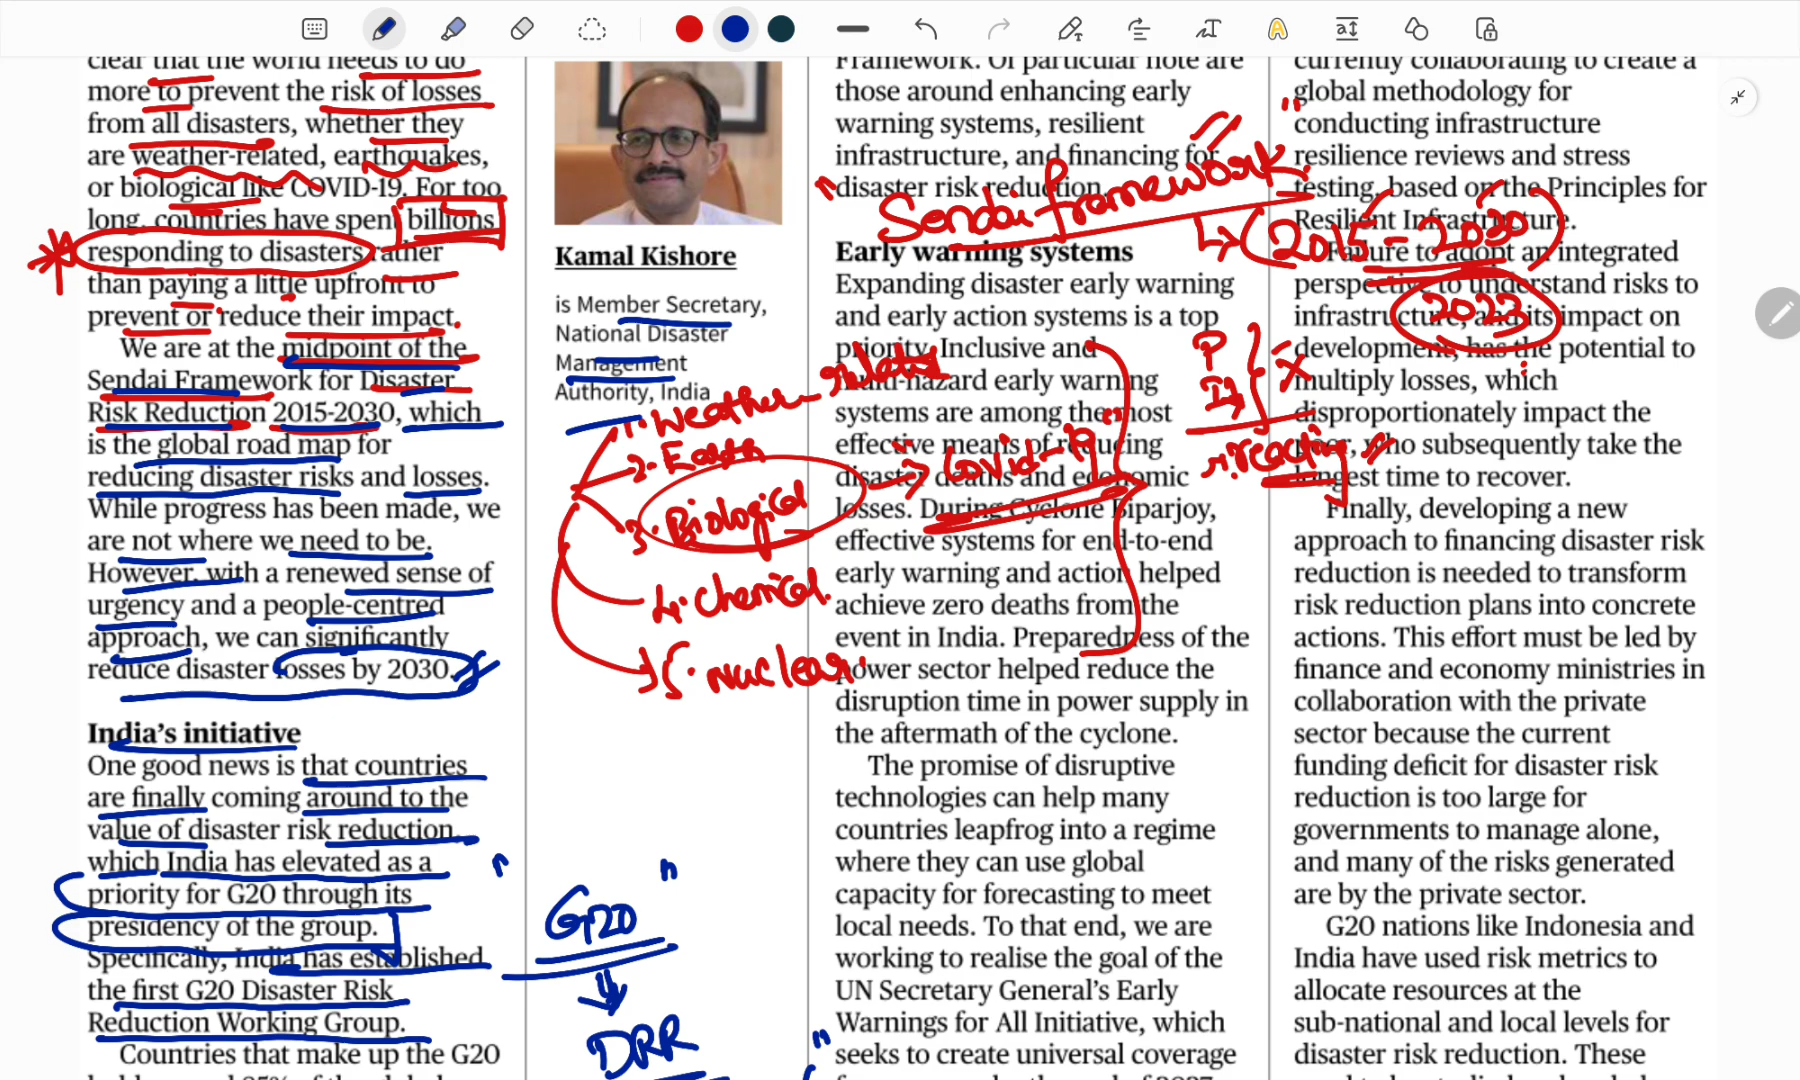 clear that the world needs to do
more to prevent the risk of losses
from all disasters, whether they
are weather-related, earthquakes,
or biological like COVID-19. For too
long, countries have spent billions
responding to disasters rather
than paying a little upfront to
prevent or reduce their impact.
We are at the midpoint of the
Sendai Framework for Disaster
Risk Reduction 2015-2030, which
is the global road map for
reducing disaster risks and losses.
While progress has been made, we
are not where we need to be.
However, with a renewed sense of
urgency and a people-centred
approach, we can significantly
reduce disaster losses by 2030.
India's initiative
One good news is that countries
are finally coming around to the
value of disaster risk reduction,
which India has elevated as a
priority for G20 through its
presidency of the group.
Specifically, India has established
the first G20 Disaster Risk
Reduction Working Group.
Countries that make up the G20
Kamal Kishore
is Member Secretary,
National Disaster
Management
Authority, India
1. Weather-related
2. Earth
3. Biological
Covid-19
4. Chemical.
5. nuclear.
"G20"
DRR
Framework. Of particular note are
those around enhancing early
warning systems, resilient
infrastructure, and financing for
disaster risk reduction.
"Sendai framework"
2015 - 2030
2023
Early warning systems
Expanding disaster early warning
and early action systems is a top
priority. Inclusive and
multi-hazard early warning
systems are among the most
effective means of reducing
disaster deaths and economic
losses. During Cyclone Biparjoy,
effective systems for end-to-end
early warning and action helped
achieve zero deaths from the
event in India. Preparedness of the
power sector helped reduce the
disruption time in power supply in
the aftermath of the cyclone.
The promise of disruptive
technologies can help many
countries leapfrog into a regime
where they can use global
capacity for forecasting to meet
local needs. To that end, we are
working to realise the goal of the
UN Secretary General's Early
Warnings for All Initiative, which
seeks to create universal coverage
currently collaborating to create a
global methodology for
conducting infrastructure
resilience reviews and stress
testing, based on the Principles for
Resilient Infrastructure.
Failure to adopt an integrated
perspective to understand risks to
infrastructure, and its impact on
development, has the potential to
multiply losses, which
disproportionately impact the
poor, who subsequently take the
longest time to recover.
Finally, developing a new
approach to financing disaster risk
reduction is needed to transform
risk reduction plans into concrete
actions. This effort must be led by
finance and economy ministries in
collaboration with the private
sector because the current
funding deficit for disaster risk
reduction is too large for
governments to manage alone,
and many of the risks generated
are by the private sector.
G20 nations like Indonesia and
India have used risk metrics to
allocate resources at the
sub-national and local levels for
disaster risk reduction. These